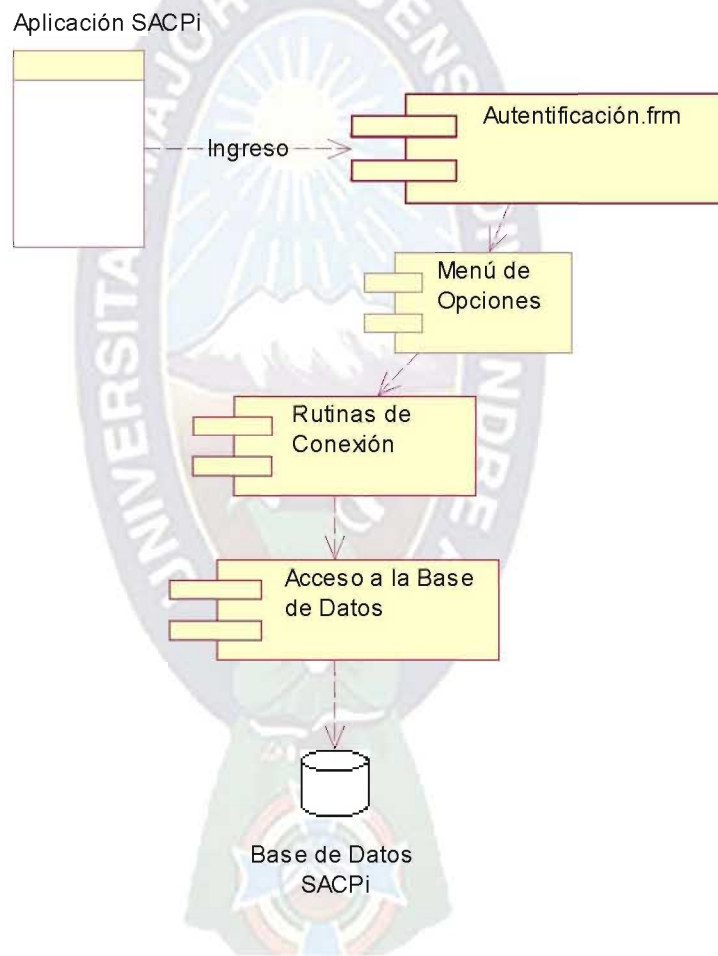 Aplicación SACPi
Ingreso
Autentificación.frm
Menú de
Opciones
Rutinas de
Conexión
Acceso a la Base
de Datos
Base de Datos
SACPi